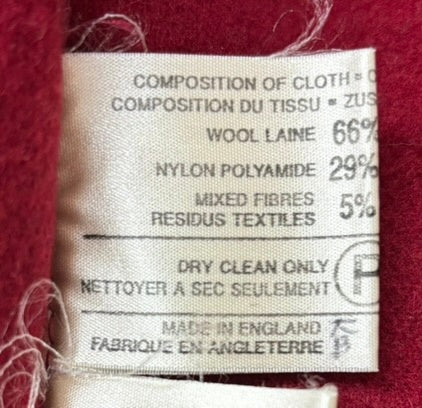 COMPOSITION OF CLOTH =
COMPOSITION DU TISSU = ZUS
WOOL LAINE 66%
NYLON POLYAMIDE 29%
MIXED FIBRES
RESIDUS TEXTILES 5%
DRY CLEAN ONLY
NETTOYER A SEC SEULEMENT P
MADE IN ENGLAND
FABRIQUE EN ANGLETERRE